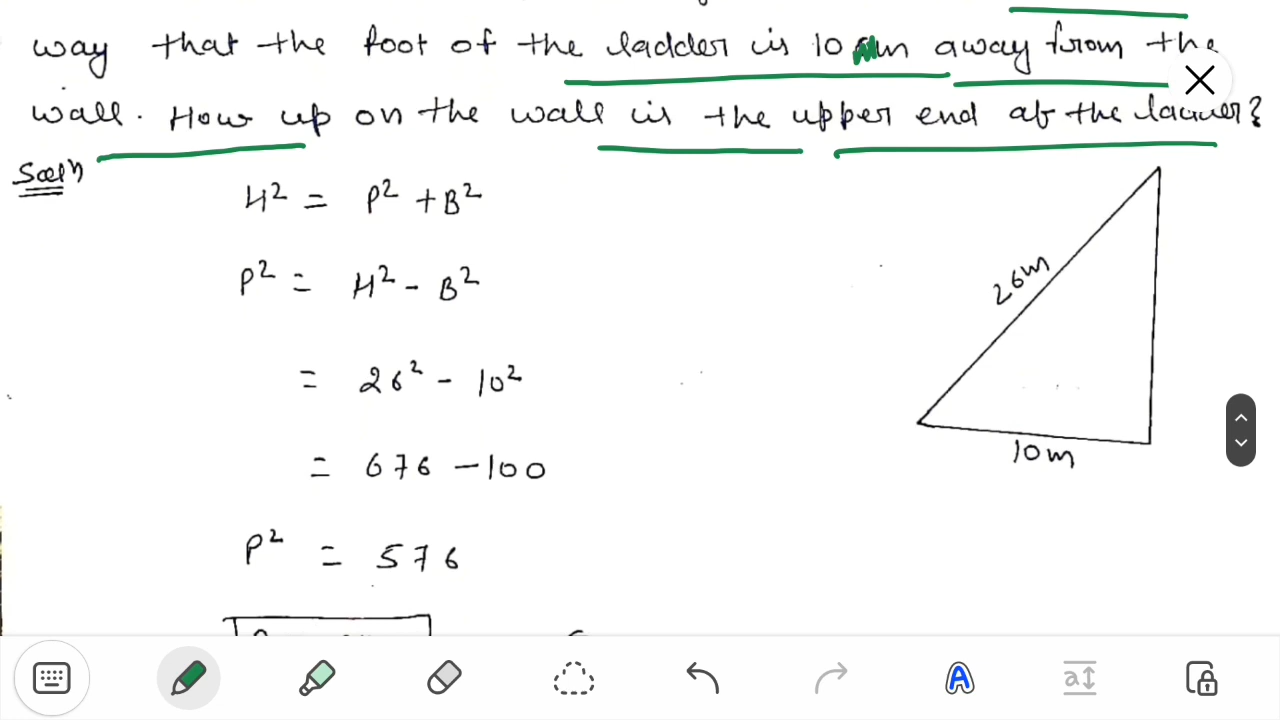 way that the foot of the ladder is 10 m away from the
wall. How up on the wall is the upper end of the ladder?
Soln
H² = P² + B²
P² = H² - B²
= 26² - 10²
= 676 - 100
P² = 576
26m
10m
A
a